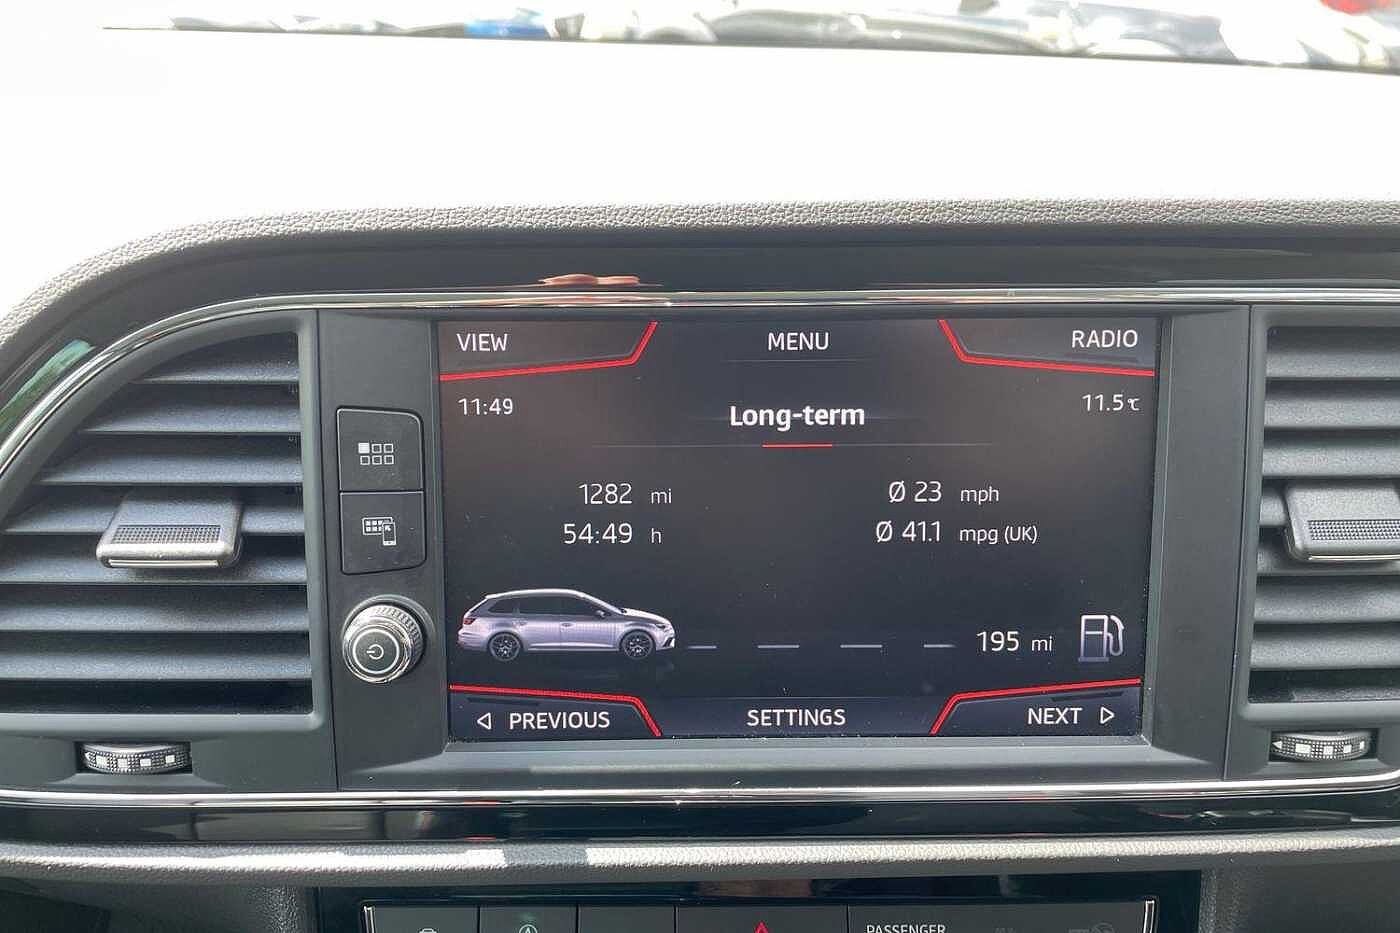 VIEW MENU RADIO
11:49 11.5℃
Long-term
1282 mi Ø 23 mph
54:49 h Ø 41.1 mpg (UK)
195 mi
◁ PREVIOUS SETTINGS NEXT ▷
PASSENGER